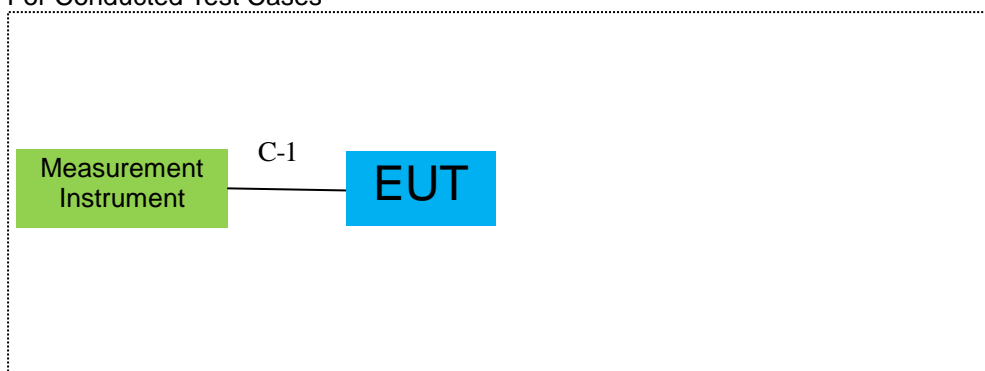 For Conducted Test Cases
C-1
Measurement
Instrument
EUT